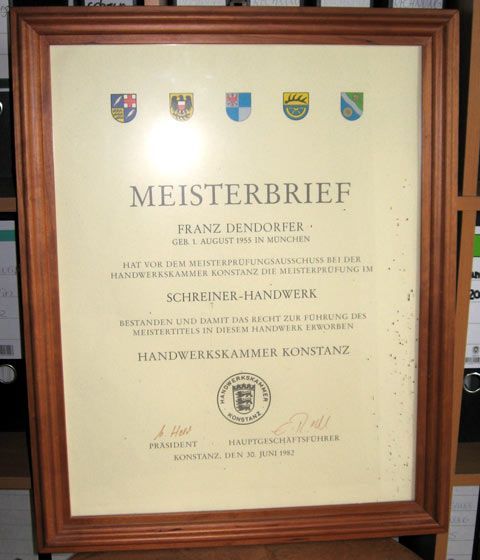 MEISTERBRIEF
FRANZ DENDORFER
GEB. 1. AUGUST 1955 IN MÜNCHEN
HAT VOR DEM MEISTERPRÜFUNGSAUSSCHUSS BEI DER
HANDWERKSKAMMER KONSTANZ DIE MEISTERPRÜFUNG IM
SCHREINER-HANDWERK
BESTANDEN UND DAMIT DAS RECHT ZUR FÜHRUNG DES
MEISTERTITELS IN DIESEM HANDWERK ERWORBEN
HANDWERKSKAMMER KONSTANZ
HANDWERKSKAMMER
KONSTANZ
PRÄSIDENT HAUPTGESCHÄFTSFÜHRER
KONSTANZ, DEN 30. JUNI 1982